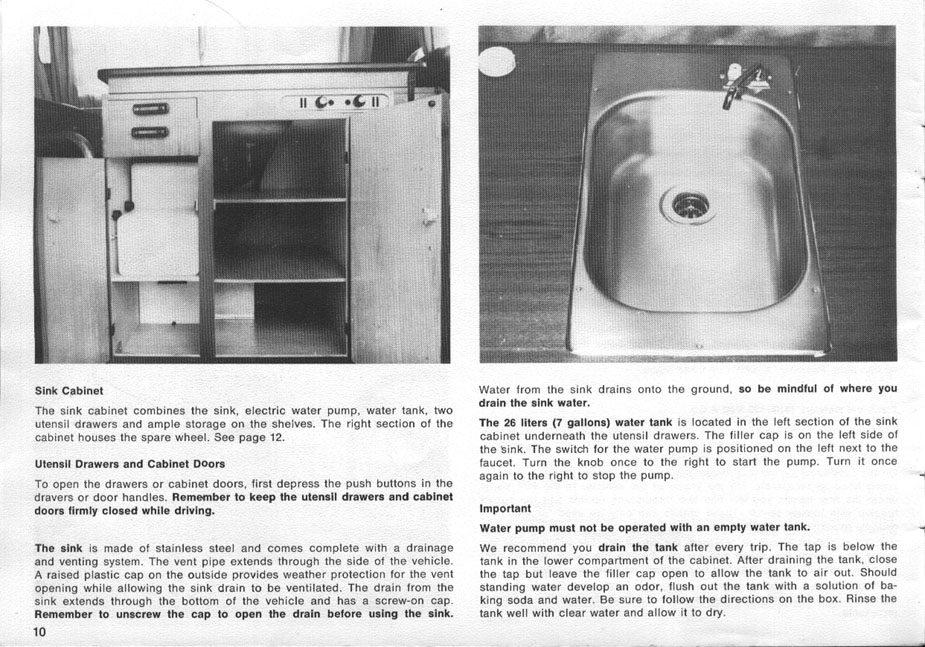 Sink Cabinet
The sink cabinet combines the sink, electric water pump, water tank, two
utensil drawers and ample storage on the shelves. The right section of the
cabinet houses the spare wheel. See page 12.
Utensil Drawers and Cabinet Doors
To open the drawers or cabinet doors, first depress the push buttons in the
dravers or door handles. Remember to keep the utensil drawers and cabinet
doors firmly closed while driving.
The sink is made of stainless steel and comes complete with a drainage
and venting system. The vent pipe extends through the side of the vehicle.
A raised plastic cap on the outside provides weather protection for the vent
opening while allowing the sink drain to be ventilated. The drain from the
sink extends through the bottom of the vehicle and has a screw-on cap.
Remember to unscrew the cap to open the drain before using the sink.
10
Water from the sink drains onto the ground, so be mindful of where you
drain the sink water.
The 26 liters (7 gallons) water tank is located in the left section of the sink
cabinet underneath the utensil drawers. The filler cap is on the left side of
the sink. The switch for the water pump is positioned on the left next to the
faucet. Turn the knob once to the right to start the pump. Turn it once
again to the right to stop the pump.
Important
Water pump must not be operated with an empty water tank.
We recommend you drain the tank after every trip. The tap is below the
tank in the lower compartment of the cabinet. After draining the tank, close
the tap but leave the filler cap open to allow the tank to air out. Should
standing water develop an odor, flush out the tank with a solution of ba-
king soda and water. Be sure to follow the directions on the box. Rinse the
tank well with clear water and allow it to dry.